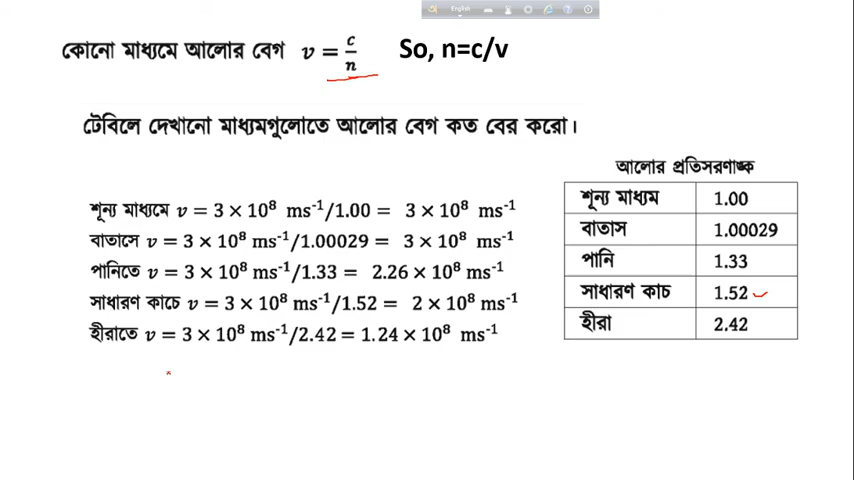 English
কোনো মাধ্যমে আলোর বেগ v = c/n So, n=c/v
টেবিলে দেখানো মাধ্যমগুলোতে আলোর বেগ কত বের করো।
শূন্য মাধ্যমে v = 3 × 10⁸ ms⁻¹/1.00 = 3 × 10⁸ ms⁻¹
বাতাসে v = 3 × 10⁸ ms⁻¹/1.00029 = 3 × 10⁸ ms⁻¹
পানিতে v = 3 × 10⁸ ms⁻¹/1.33 = 2.26 × 10⁸ ms⁻¹
সাধারণ কাচে v = 3 × 10⁸ ms⁻¹/1.52 = 2 × 10⁸ ms⁻¹
হীরাতে v = 3 × 10⁸ ms⁻¹/2.42 = 1.24 × 10⁸ ms⁻¹
আলোর প্রতিসরণাঙ্ক
শূন্য মাধ্যম 1.00
বাতাস 1.00029
পানি 1.33
সাধারণ কাচ 1.52
হীরা 2.42